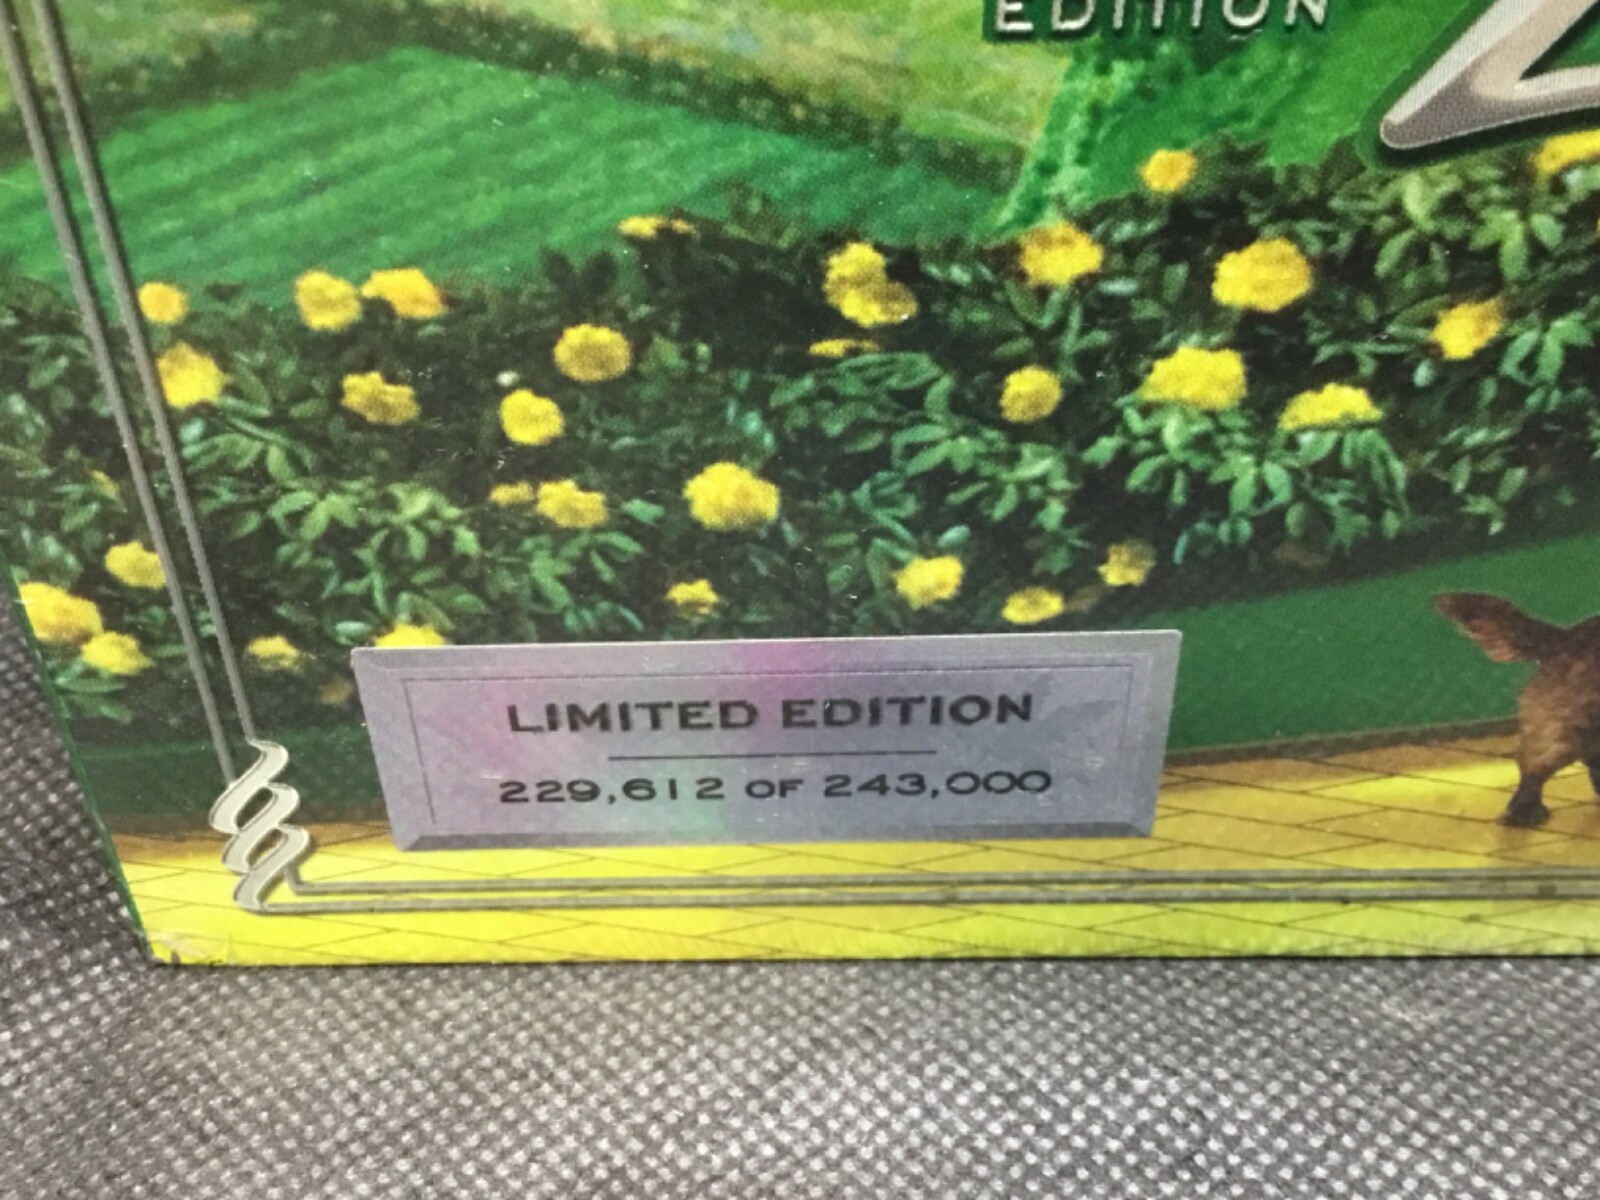 EDITION
LIMITED EDITION
229,612 OF 243,000